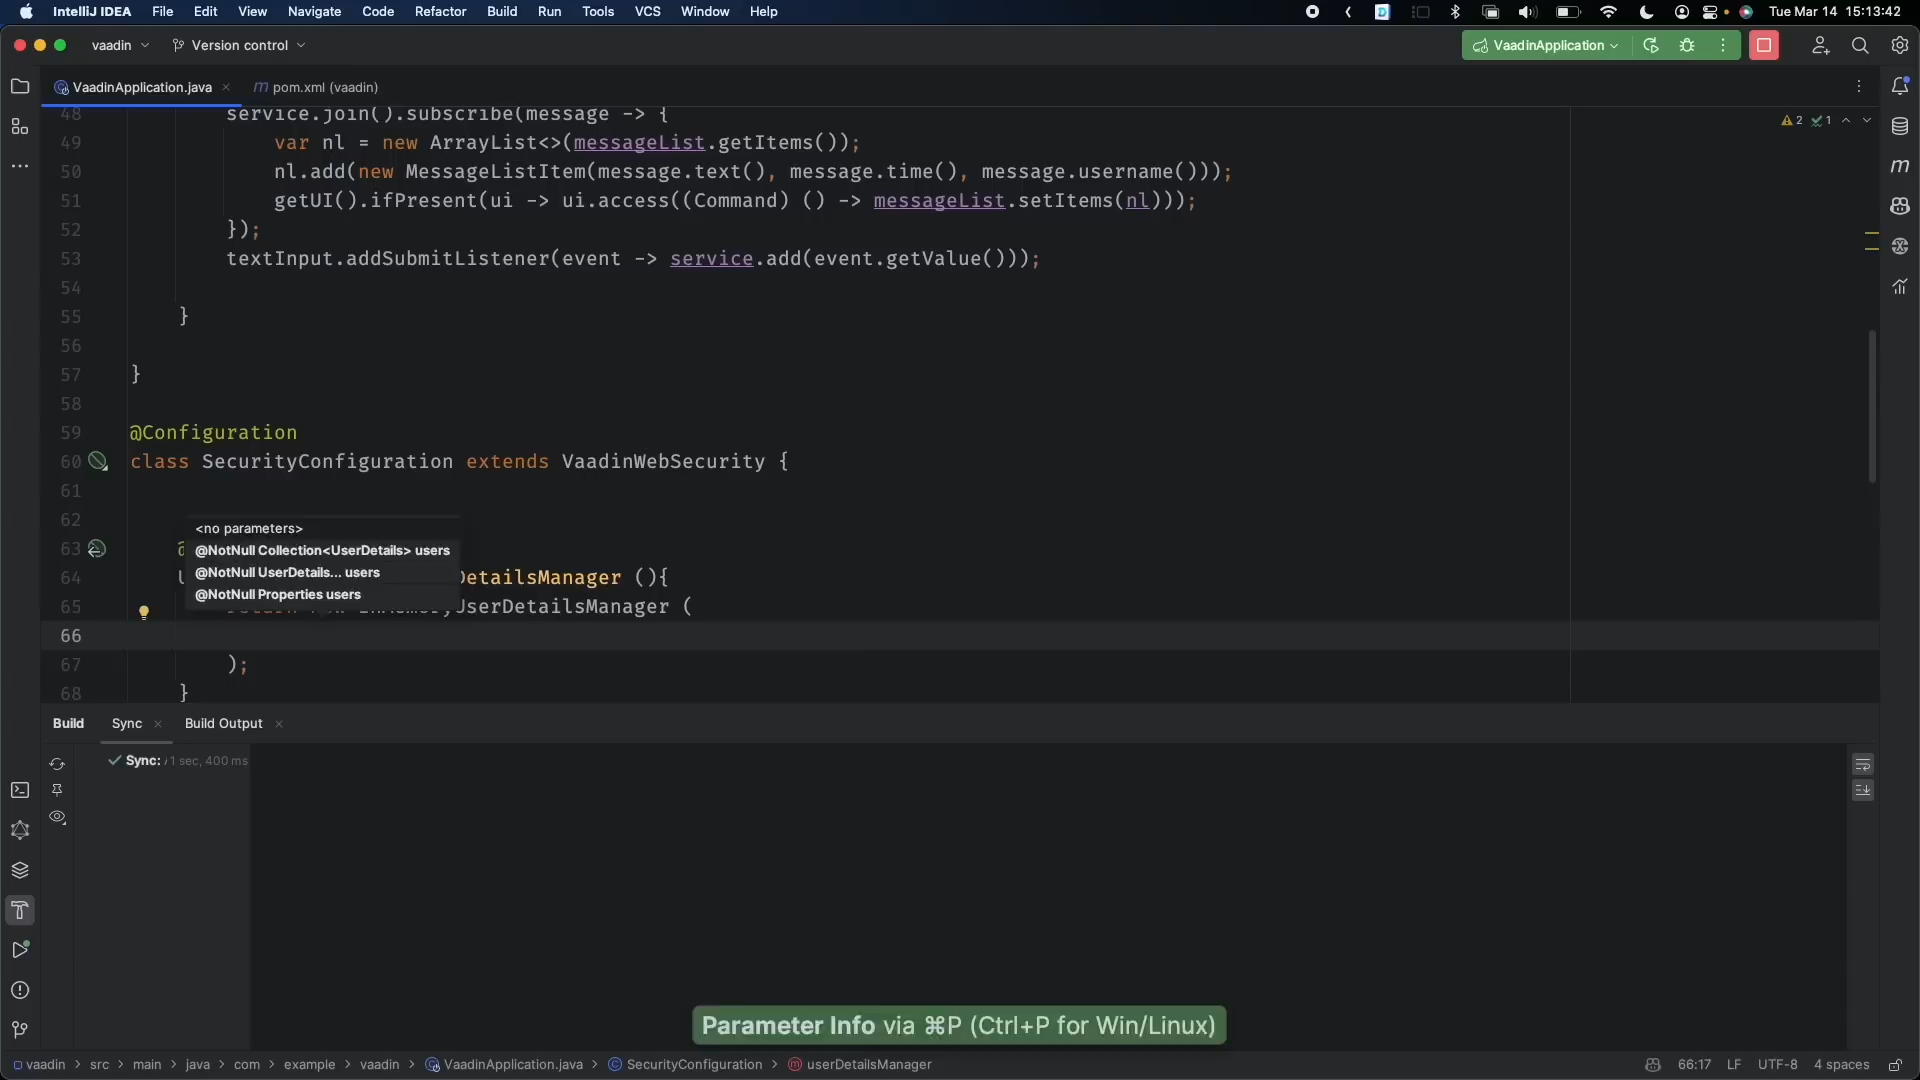 IntelliJ IDEA File Edit View Navigate Code Refactor Build Run Tools VCS Window Help Tue Mar 14 15:13:42
vaadin Version control VaadinApplication
VaadinApplication.java pom.xml (vaadin)
48 service.join().subscribe(message -> {
49 var nl = new ArrayList<>(messageList.getItems());
50 nl.add(new MessageListItem(message.text(), message.time(), message.username()));
51 getUI().ifPresent(ui -> ui.access((Command) () -> messageList.setItems(nl)));
52 });
53 textInput.addSubmitListener(event -> service.add(event.getValue()));
54
55 }
56
57 }
58
59 @Configuration
60 class SecurityConfiguration extends VaadinWebSecurity {
61
62
<no parameters>
63
@NotNull Collection<UserDetails> users
@NotNull UserDetails... users
64 DetailsManager (){
@NotNull Properties users
65 UserDetailsManager (
66
67 );
68 }
2 1
Build Sync Build Output
Sync: 1 sec, 400 ms
Parameter Info via ⌘P (Ctrl+P for Win/Linux)
vaadin > src > main > java > com > example > vaadin > VaadinApplication.java > SecurityConfiguration > userDetailsManager 66:17 LF UTF-8 4 spaces